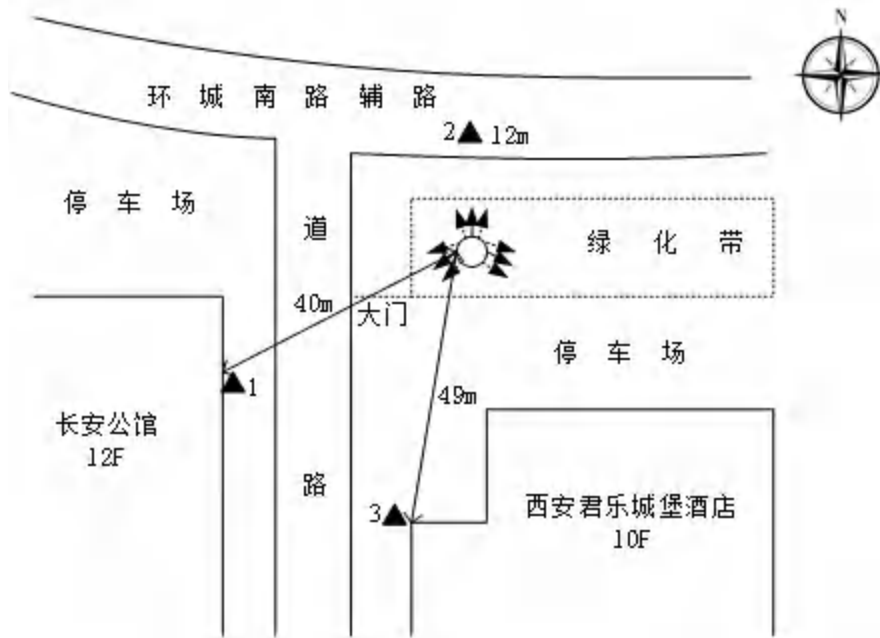 N
环城南路辅路
2 12m
停车场
道
绿化带
40m
大门
停车场
1
49m
长安公馆
12F
路
3
西安君乐城堡酒店
10F